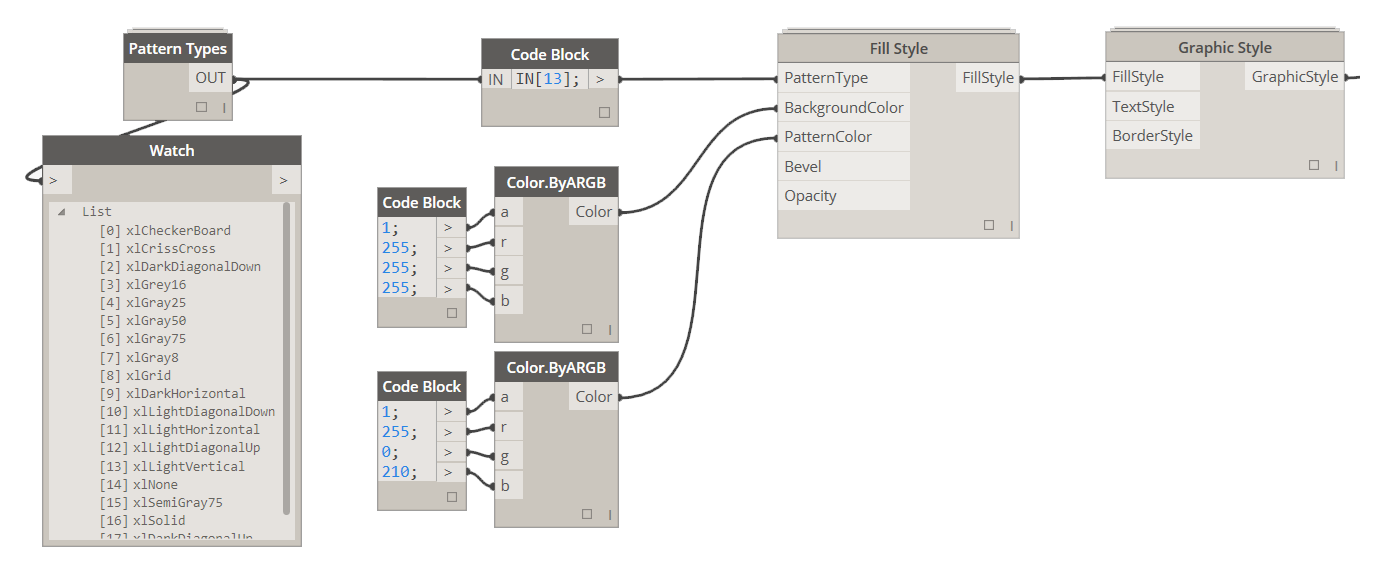 Pattern Types
OUT
Code Block
IN IN[13]; >
Fill Style
PatternType FillStyle
BackgroundColor
PatternColor
Bevel
Opacity
Graphic Style
FillStyle GraphicStyle
TextStyle
BorderStyle
Watch
> >
List
[0] xlCheckerBoard
[1] xlCrissCross
[2] xlDarkDiagonalDown
[3] xlGrey16
[4] xlGray25
[5] xlGray50
[6] xlGray75
[7] xlGray8
[8] xlGrid
[9] xlDarkHorizontal
[10] xlLightDiagonalDown
[11] xlLightHorizontal
[12] xlLightDiagonalUp
[13] xlLightVertical
[14] xlNone
[15] xlSemiGray75
[16] xlSolid
[17] xlDarkDiagonalUp
Code Block
1; >
255; >
255; >
255; >
Color.ByARGB
a Color
r
g
b
Code Block
1; >
255; >
0; >
210; >
Color.ByARGB
a Color
r
g
b